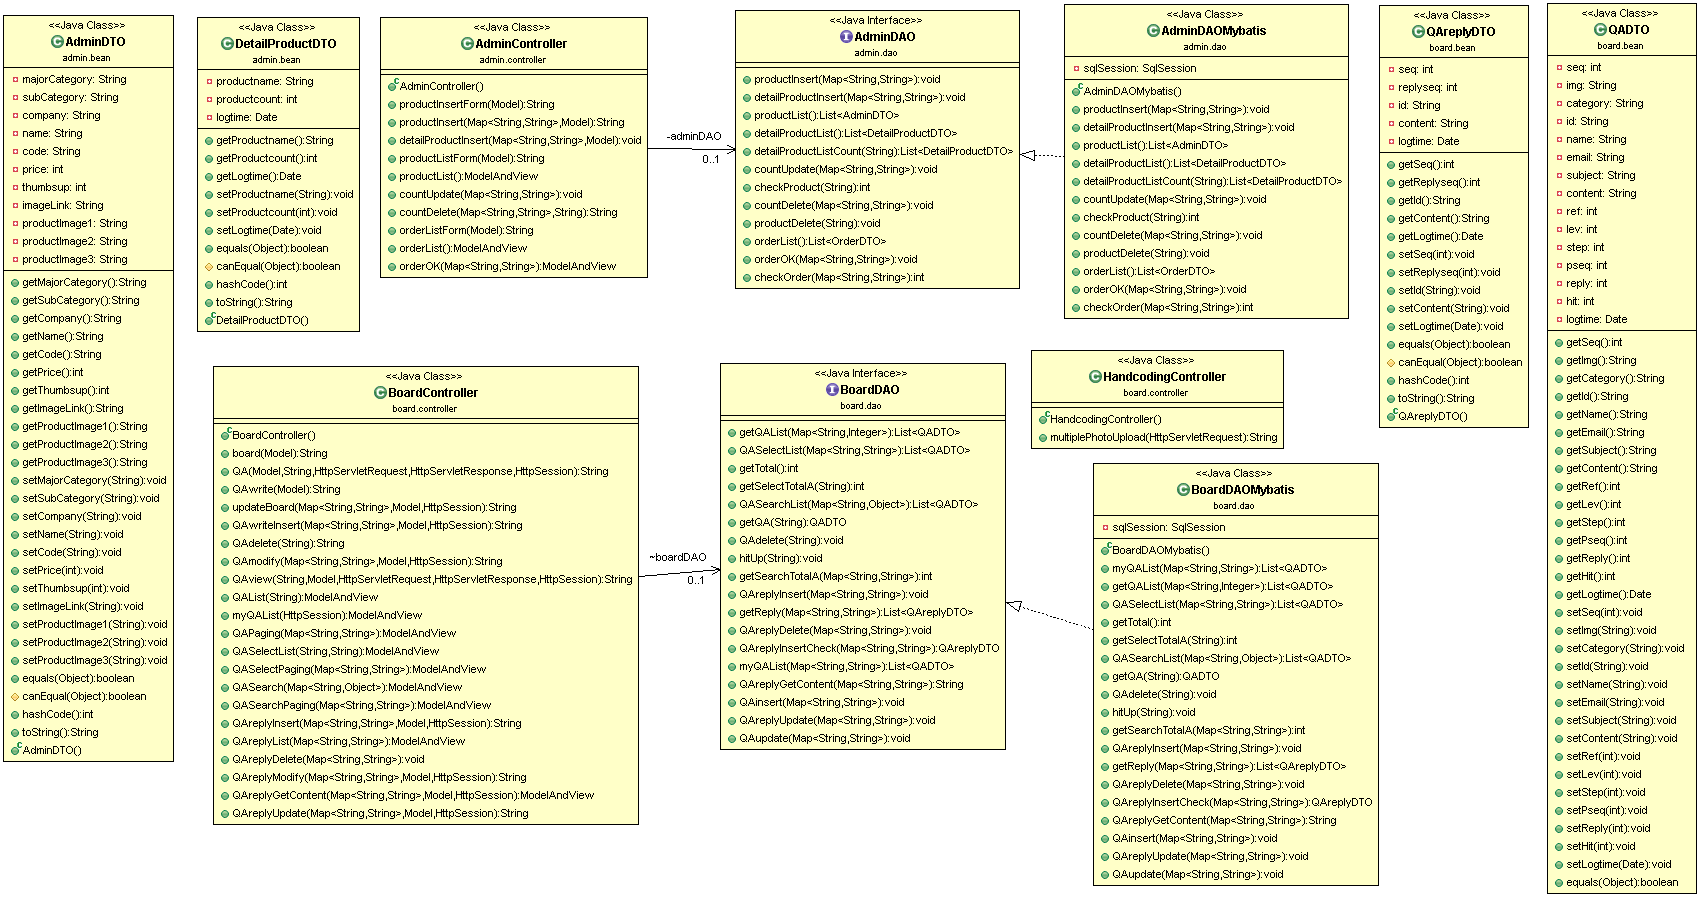 <<Java Class>>
AdminDTO
admin.bean
majorCategory: String
subCategory: String
company: String
name: String
code: String
price: int
thumbsup: int
imageLink: String
productImage1: String
productImage2: String
productImage3: String
getMajorCategory():String
getSubCategory():String
getCompany():String
getName():String
getCode():String
getPrice():int
getThumbsup():int
getImageLink():String
getProductImage1():String
getProductImage2():String
getProductImage3():String
setMajorCategory(String):void
setSubCategory(String):void
setCompany(String):void
setName(String):void
setCode(String):void
setPrice(int):void
setThumbsup(int):void
setImageLink(String):void
setProductImage1(String):void
setProductImage2(String):void
setProductImage3(String):void
equals(Object):boolean
canEqual(Object):boolean
hashCode():int
toString():String
AdminDTO()
<<Java Class>>
DetailProductDTO
admin.bean
productname: String
productcount: int
logtime: Date
getProductname():String
getProductcount():int
getLogtime():Date
setProductname(String):void
setProductcount(int):void
setLogtime(Date):void
equals(Object):boolean
canEqual(Object):boolean
hashCode():int
toString():String
DetailProductDTO()
<<Java Class>>
AdminController
admin.controller
AdminController()
productInsertForm(Model):String
productInsert(Map<String,String>,Model):String
detailProductInsert(Map<String,String>,Model):void
productListForm(Model):String
productList():ModelAndView
countUpdate(Map<String,String>):void
countDelete(Map<String,String>,String):String
orderListForm(Model):String
orderList():ModelAndView
orderOK(Map<String,String>):ModelAndView
-adminDAO
0..1
<<Java Interface>>
AdminDAO
admin.dao
productInsert(Map<String,String>):void
detailProductInsert(Map<String,String>):void
productList():List<AdminDTO>
detailProductList():List<DetailProductDTO>
detailProductListCount(String):List<DetailProductDTO>
countUpdate(Map<String,String>):void
checkProduct(String):int
countDelete(Map<String,String>):void
productDelete(String):void
orderList():List<OrderDTO>
orderOK(Map<String,String>):void
checkOrder(Map<String,String>):int
<<Java Class>>
AdminDAOMybatis
admin.dao
sqlSession: SqlSession
AdminDAOMybatis()
productInsert(Map<String,String>):void
detailProductInsert(Map<String,String>):void
productList():List<AdminDTO>
detailProductList():List<DetailProductDTO>
detailProductListCount(String):List<DetailProductDTO>
countUpdate(Map<String,String>):void
checkProduct(String):int
countDelete(Map<String,String>):void
productDelete(String):void
orderList():List<OrderDTO>
orderOK(Map<String,String>):void
checkOrder(Map<String,String>):int
<<Java Class>>
QAreplyDTO
board.bean
seq: int
replyseq: int
id: String
content: String
logtime: Date
getSeq():int
getReplyseq():int
getId():String
getContent():String
getLogtime():Date
setSeq(int):void
setReplyseq(int):void
setId(String):void
setContent(String):void
setLogtime(Date):void
equals(Object):boolean
canEqual(Object):boolean
hashCode():int
toString():String
QAreplyDTO()
<<Java Class>>
QADTO
board.bean
seq: int
img: String
category: String
id: String
name: String
email: String
subject: String
content: String
ref: int
lev: int
step: int
pseq: int
reply: int
hit: int
logtime: Date
getSeq():int
getImg():String
getCategory():String
getId():String
getName():String
getEmail():String
getSubject():String
getContent():String
getRef():int
getLev():int
getStep():int
getPseq():int
getReply():int
getHit():int
getLogtime():Date
setSeq(int):void
setImg(String):void
setCategory(String):void
setId(String):void
setName(String):void
setEmail(String):void
setSubject(String):void
setContent(String):void
setRef(int):void
setLev(int):void
setStep(int):void
setPseq(int):void
setReply(int):void
setHit(int):void
setLogtime(Date):void
equals(Object):boolean
<<Java Class>>
BoardController
board.controller
BoardController()
board(Model):String
QA(Model,String,HttpServletRequest,HttpServletResponse,HttpSession):String
QAwrite(Model):String
updateBoard(Map<String,String>,Model,HttpSession):String
QAwriteInsert(Map<String,String>,Model,HttpSession):String
QAdelete(String):String
QAmodify(Map<String,String>,Model,HttpSession):String
QAview(String,Model,HttpServletRequest,HttpServletResponse,HttpSession):String
QAList(String):ModelAndView
myQAList(HttpSession):ModelAndView
QAPaging(Map<String,String>):ModelAndView
QASelectList(String,String):ModelAndView
QASelectPaging(Map<String,String>):ModelAndView
QASearch(Map<String,Object>):ModelAndView
QASearchPaging(Map<String,String>):ModelAndView
QAreplyInsert(Map<String,String>,Model,HttpSession):String
QAreplyList(Map<String,String>):ModelAndView
QAreplyDelete(Map<String,String>):void
QAreplyModify(Map<String,String>,Model,HttpSession):String
QAreplyGetContent(Map<String,String>,Model,HttpSession):ModelAndView
QAreplyUpdate(Map<String,String>,Model,HttpSession):String
~boardDAO
0..1
<<Java Interface>>
BoardDAO
board.dao
getQAList(Map<String,Integer>):List<QADTO>
QASelectList(Map<String,String>):List<QADTO>
getTotal():int
getSelectTotalA(String):int
QASearchList(Map<String,Object>):List<QADTO>
getQA(String):QADTO
QAdelete(String):void
hitUp(String):void
getSearchTotalA(Map<String,String>):int
QAreplyInsert(Map<String,String>):void
getReply(Map<String,String>):List<QAreplyDTO>
QAreplyDelete(Map<String,String>):void
QAreplyInsertCheck(Map<String,String>):QAreplyDTO
myQAList(Map<String,String>):List<QADTO>
QAreplyGetContent(Map<String,String>):String
QAinsert(Map<String,String>):void
QAreplyUpdate(Map<String,String>):void
QAupdate(Map<String,String>):void
<<Java Class>>
HandcodingController
board.controller
HandcodingController()
multiplePhotoUpload(HttpServletRequest):String
<<Java Class>>
BoardDAOMybatis
board.dao
sqlSession: SqlSession
BoardDAOMybatis()
myQAList(Map<String,String>):List<QADTO>
getQAList(Map<String,Integer>):List<QADTO>
QASelectList(Map<String,String>):List<QADTO>
getTotal():int
getSelectTotalA(String):int
QASearchList(Map<String,Object>):List<QADTO>
getQA(String):QADTO
QAdelete(String):void
hitUp(String):void
getSearchTotalA(Map<String,String>):int
QAreplyInsert(Map<String,String>):void
getReply(Map<String,String>):List<QAreplyDTO>
QAreplyDelete(Map<String,String>):void
QAreplyInsertCheck(Map<String,String>):QAreplyDTO
QAreplyGetContent(Map<String,String>):String
QAinsert(Map<String,String>):void
QAreplyUpdate(Map<String,String>):void
QAupdate(Map<String,String>):void